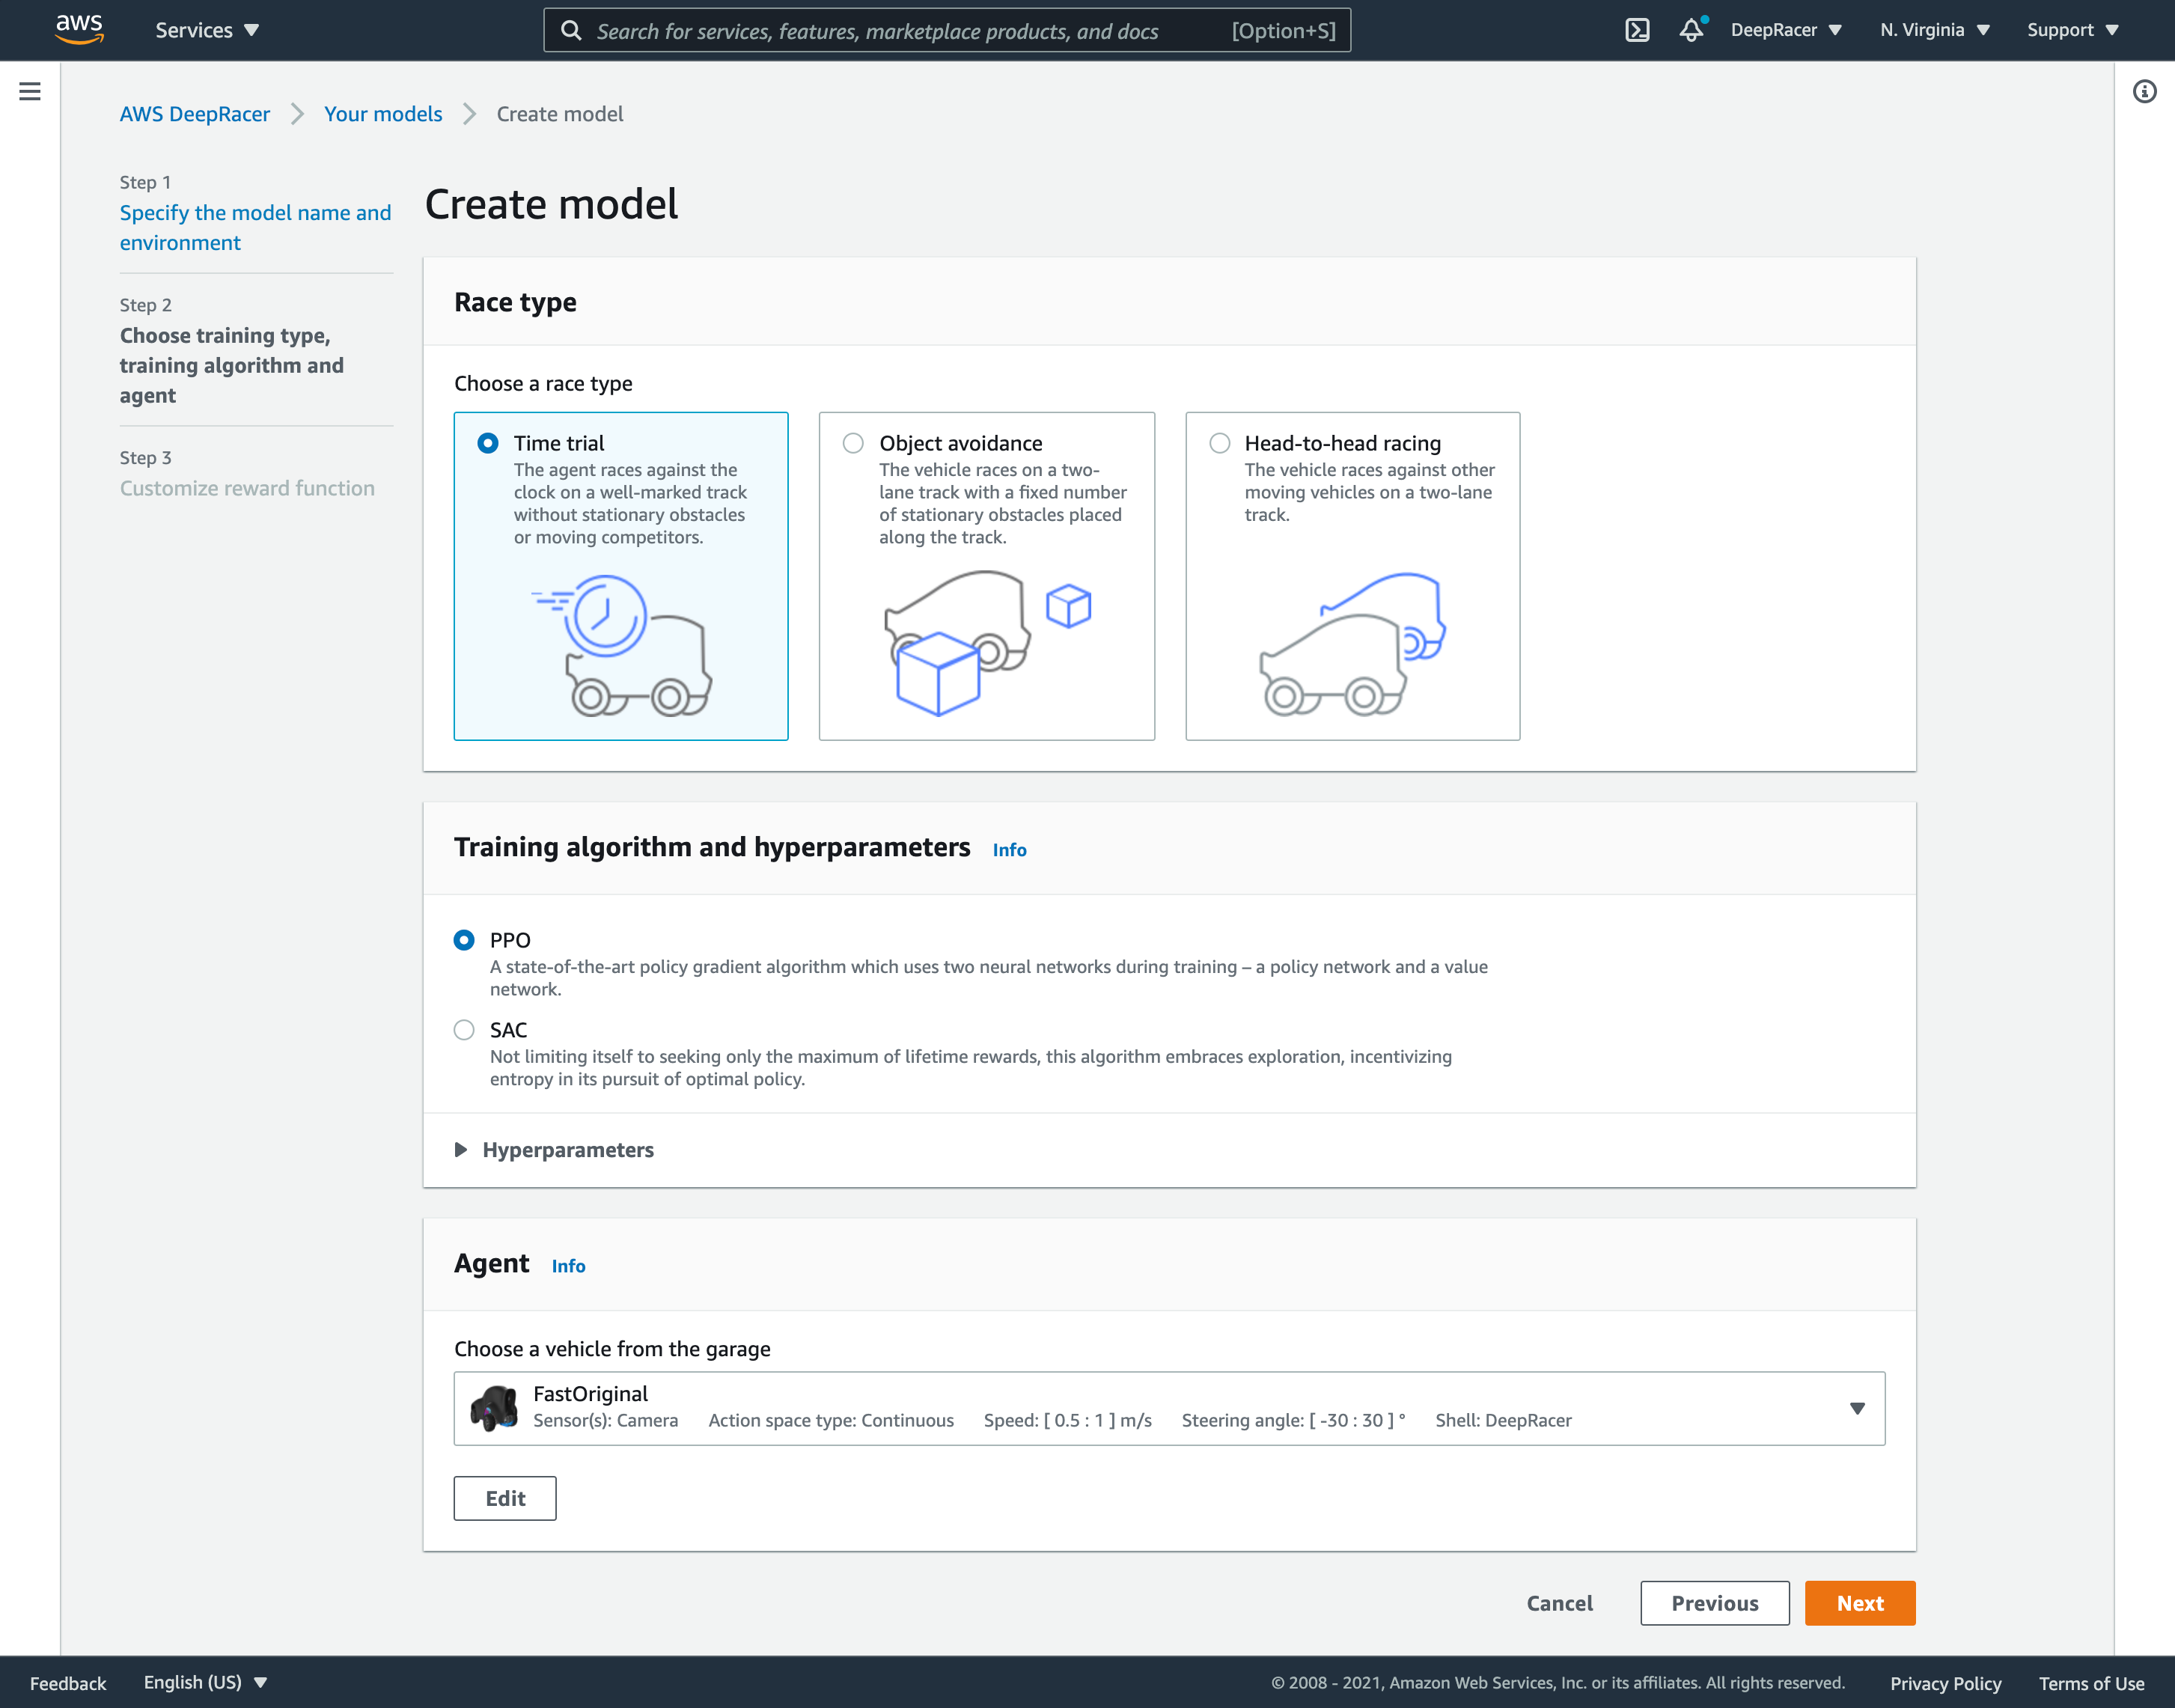 aws
Services
Search for services, features, marketplace products, and docs
[Option+S]
DeepRacer
N. Virginia
Support
AWS DeepRacer
Your models
Create model
Step 1
Specify the model name and
environment
Step 2
Choose training type,
training algorithm and
agent
Step 3
Customize reward function
Create model
Race type
Choose a race type
Time trial
The agent races against the
clock on a well-marked track
without stationary obstacles
or moving competitors.
Object avoidance
The vehicle races on a two-
lane track with a fixed number
of stationary obstacles placed
along the track.
Head-to-head racing
The vehicle races against other
moving vehicles on a two-lane
track.
Training algorithm and hyperparameters Info
PPO
A state-of-the-art policy gradient algorithm which uses two neural networks during training – a policy network and a value
network.
SAC
Not limiting itself to seeking only the maximum of lifetime rewards, this algorithm embraces exploration, incentivizing
entropy in its pursuit of optimal policy.
Hyperparameters
Agent Info
Choose a vehicle from the garage
FastOriginal
Sensor(s): Camera Action space type: Continuous Speed: [ 0.5 : 1 ] m/s Steering angle: [ -30 : 30 ] ° Shell: DeepRacer
Edit
Cancel
Previous
Next
Feedback
English (US)
© 2008 - 2021, Amazon Web Services, Inc. or its affiliates. All rights reserved.
Privacy Policy
Terms of Use